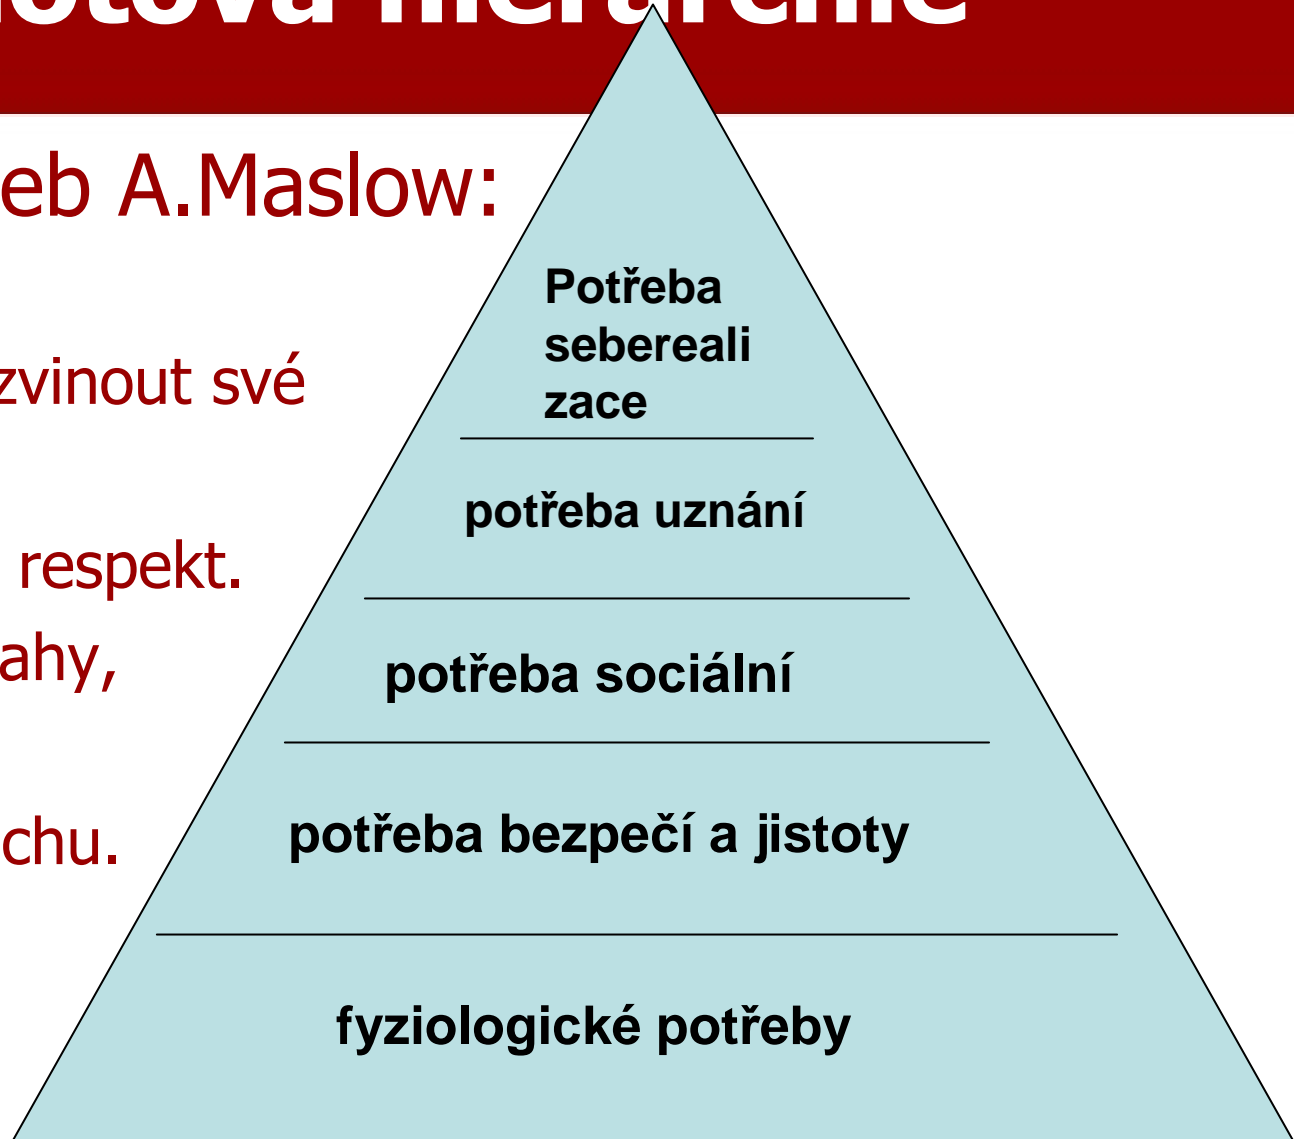 hierarchie
eb A.Maslow:
Potřeba
sebereali
zvinout své
zace
potřeba uznání
respekt.
ahy,
potřeba sociální
chu.
potřeba bezpečí a jistoty
fyziologické potřeby